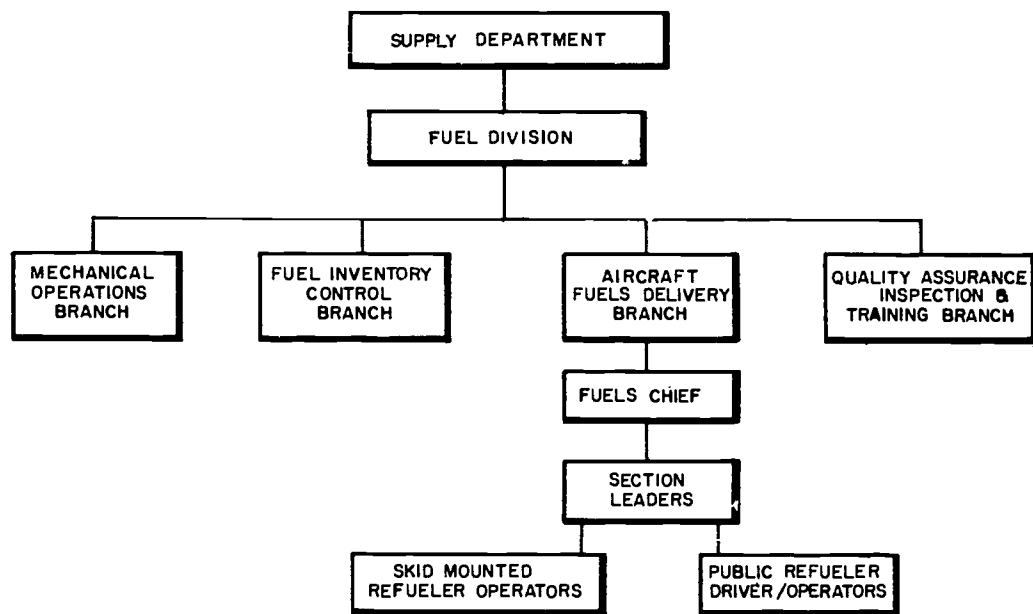 SUPPLY DEPARTMENT
FUEL DIVISION
MECHANICAL
OPERATIONS
BRANCH
FUEL INVENTORY
CONTROL
BRANCH
AIRCRAFT
FUELS DELIVERY
BRANCH
QUALITY ASSURANCE
INSPECTION &
TRAINING BRANCH
FUELS CHIEF
SECTION
LEADERS
SKID MOUNTED
REFUELER OPERATORS
PUBLIC REFUELER
DRIVER/OPERATORS